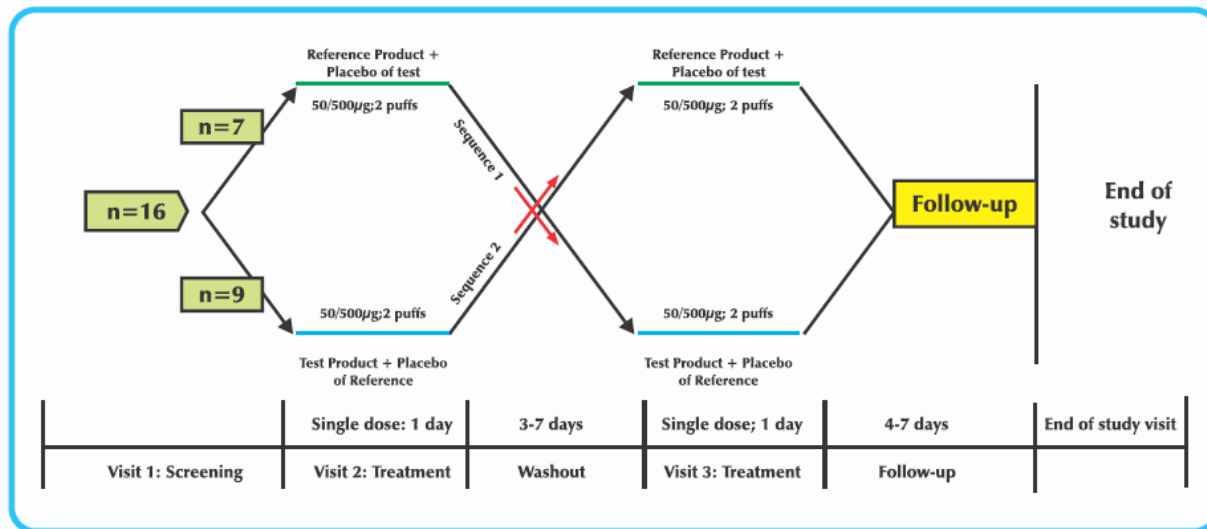 Reference Product +
Placebo of test
50/500µg;2 puffs
Reference Product +
Placebo of test
50/500µg; 2 puffs
n=7
Sequence 1
n=16
Follow-up
End of
study
Sequence 2
n=9
50/500µg;2 puffs
Test Product + Placebo
of Reference
50/500µg; 2 puffs
Test Product + Placebo
of Reference
Single dose: 1 day
3-7 days
Single dose; 1 day
4-7 days
End of study visit
Visit 1: Screening
Visit 2: Treatment
Washout
Visit 3: Treatment
Follow-up